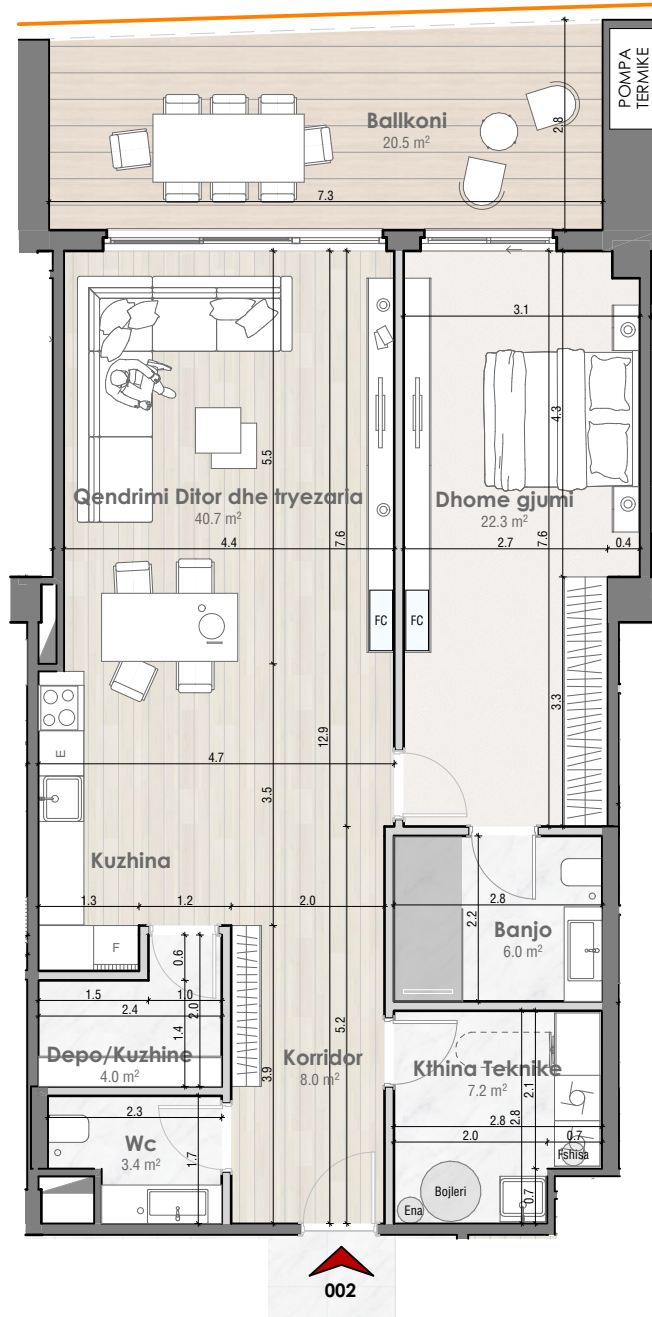 POMPA
TERMIKE
Ballkoni
20.5 m²
2.8
7.3
3.1
4.3
5.5
Qendrimi Ditor dhe tryezaria
40.7 m²
Dhome gjumi
22.3 m²
4.4
7.6
2.7
7.6
0.4
FC
FC
3.3
12.9
E
4.7
3.5
Kuzhina
1.3
1.2
2.0
2.8
2.2
Banjo
6.0 m²
F
0.6
1.5
1.0
2.4
2.0
1.4
5.2
Depo/Kuzhine
4.0 m²
3.9
Korridor
8.0 m²
Kthina Teknike
7.2 m²
2.1
2.3
2.8
2.8
Wc
3.4 m²
1.7
2.0
0.7
Fshisa
Bojleri
Ena
0.7
002